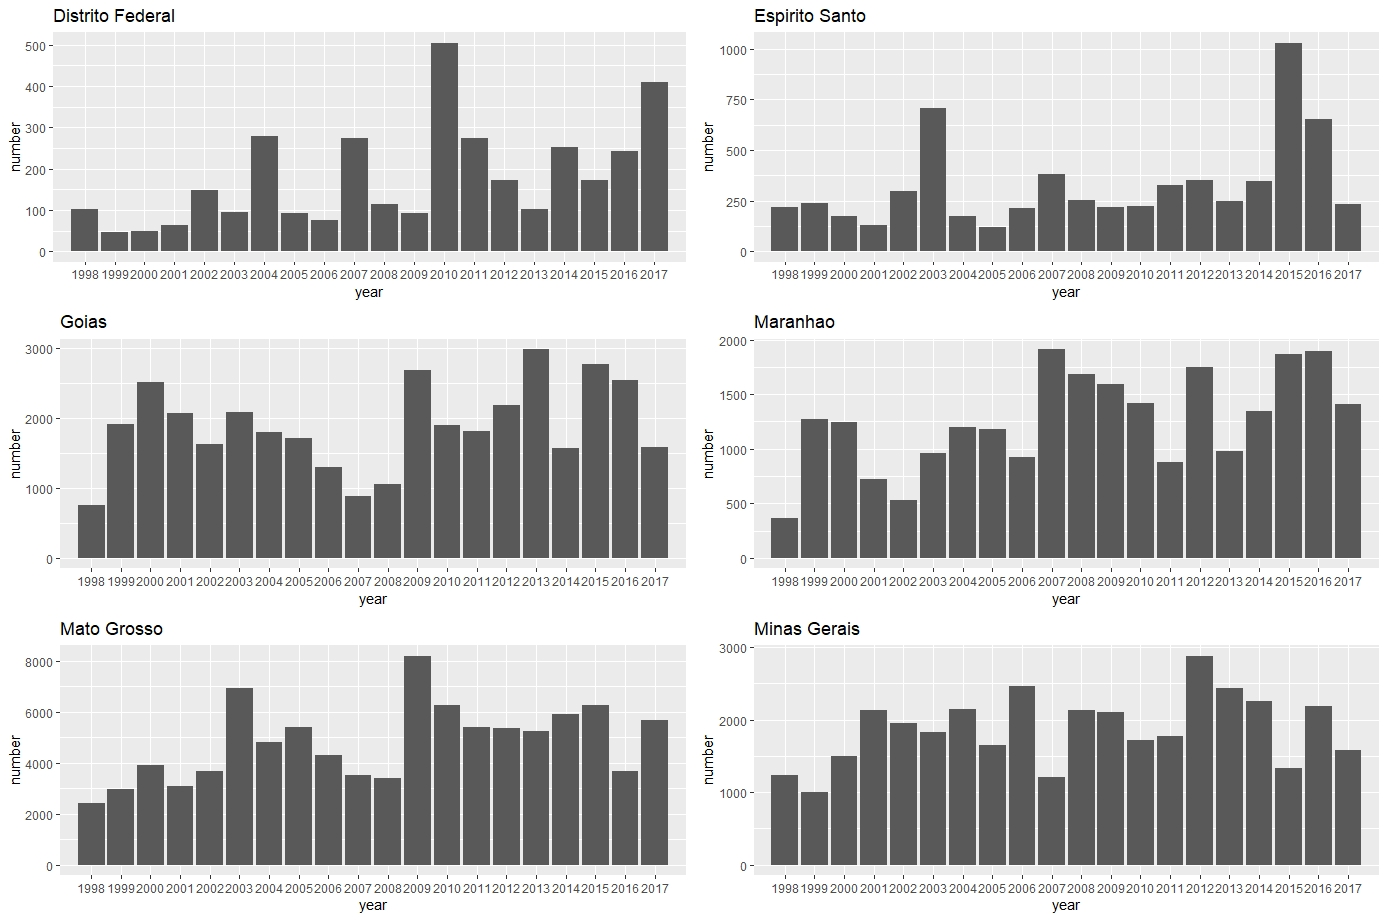 Distrito Federal
number
500
400
300
200
100
0
1998 1999 2000 2001 2002 2003 2004 2005 2006 2007 2008 2009 2010 2011 2012 2013 2014 2015 2016 2017
year
Espirito Santo
number
1000
750
500
250
0
1998 1999 2000 2001 2002 2003 2004 2005 2006 2007 2008 2009 2010 2011 2012 2013 2014 2015 2016 2017
year
Goias
number
3000
2000
1000
0
1998 1999 2000 2001 2002 2003 2004 2005 2006 2007 2008 2009 2010 2011 2012 2013 2014 2015 2016 2017
year
Maranhao
number
2000
1500
1000
500
0
1998 1999 2000 2001 2002 2003 2004 2005 2006 2007 2008 2009 2010 2011 2012 2013 2014 2015 2016 2017
year
Mato Grosso
number
8000
6000
4000
2000
0
1998 1999 2000 2001 2002 2003 2004 2005 2006 2007 2008 2009 2010 2011 2012 2013 2014 2015 2016 2017
year
Minas Gerais
number
3000
2000
1000
0
1998 1999 2000 2001 2002 2003 2004 2005 2006 2007 2008 2009 2010 2011 2012 2013 2014 2015 2016 2017
year